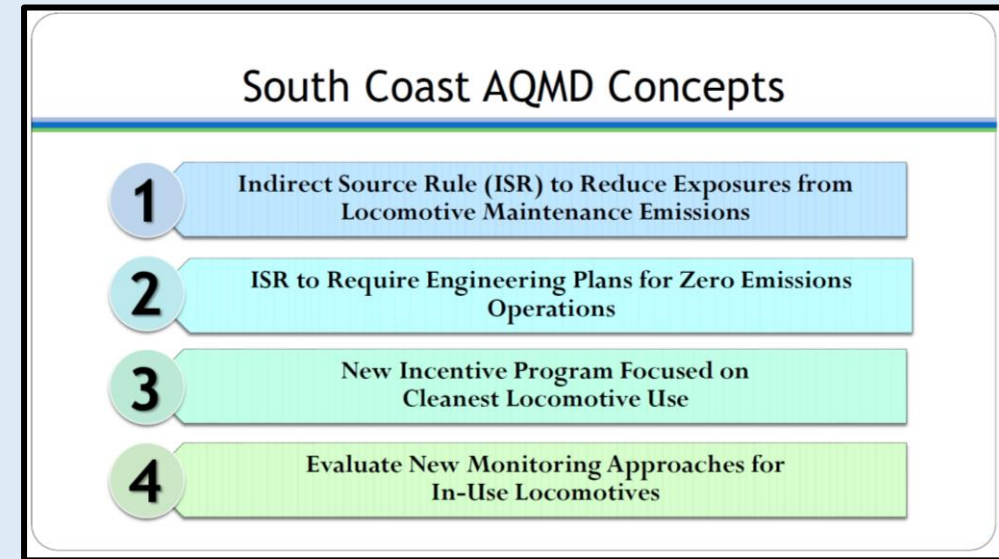 South Coast AQMD Concepts
1
Indirect Source Rule (ISR) to Reduce Exposures from
Locomotive Maintenance Emissions
2
ISR to Require Engineering Plans for Zero Emissions
Operations
3
New Incentive Program Focused on
Cleanest Locomotive Use
4
Evaluate New Monitoring Approaches for
In-Use Locomotives